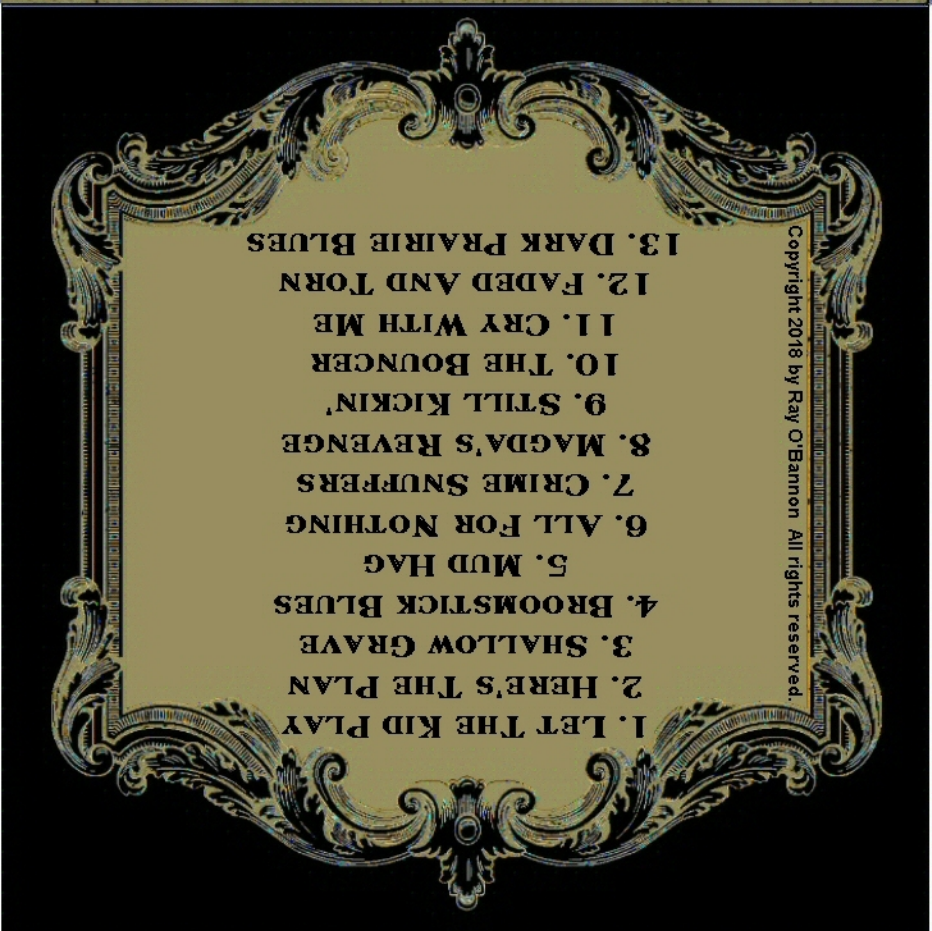 1. Let The Kid Play
2. Here's The Plan
3. Shallow Grave
4. Broomstick Blues
5. Mud Hag
6. All For Nothing
7. Crime Snuffers
8. Magda's Revenge
9. Still Kickin'
10. The Bouncer
11. Cry With Me
12. Faded And Torn
13. Dark Prairie Blues
Copyright 2018 by Ray O'Bannon All rights reserved.